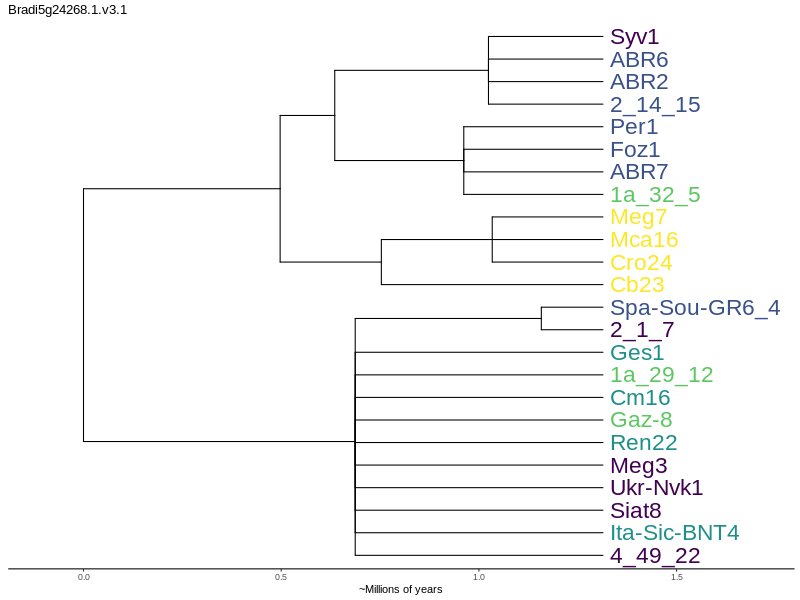 Bradi5g24268.1.v3.1
Syv1
ABR6
ABR2
2_14_15
Per1
Foz1
ABR7
1a_32_5
Meg7
Mca16
Cro24
Cb23
Spa-Sou-GR6_4
2_1_7
Ges1
1a_29_12
Cm16
Gaz-8
Ren22
Meg3
Ukr-Nvk1
Siat8
Ita-Sic-BNT4
4_49_22
0.0 0.5 1.0 1.5
~Millions of years